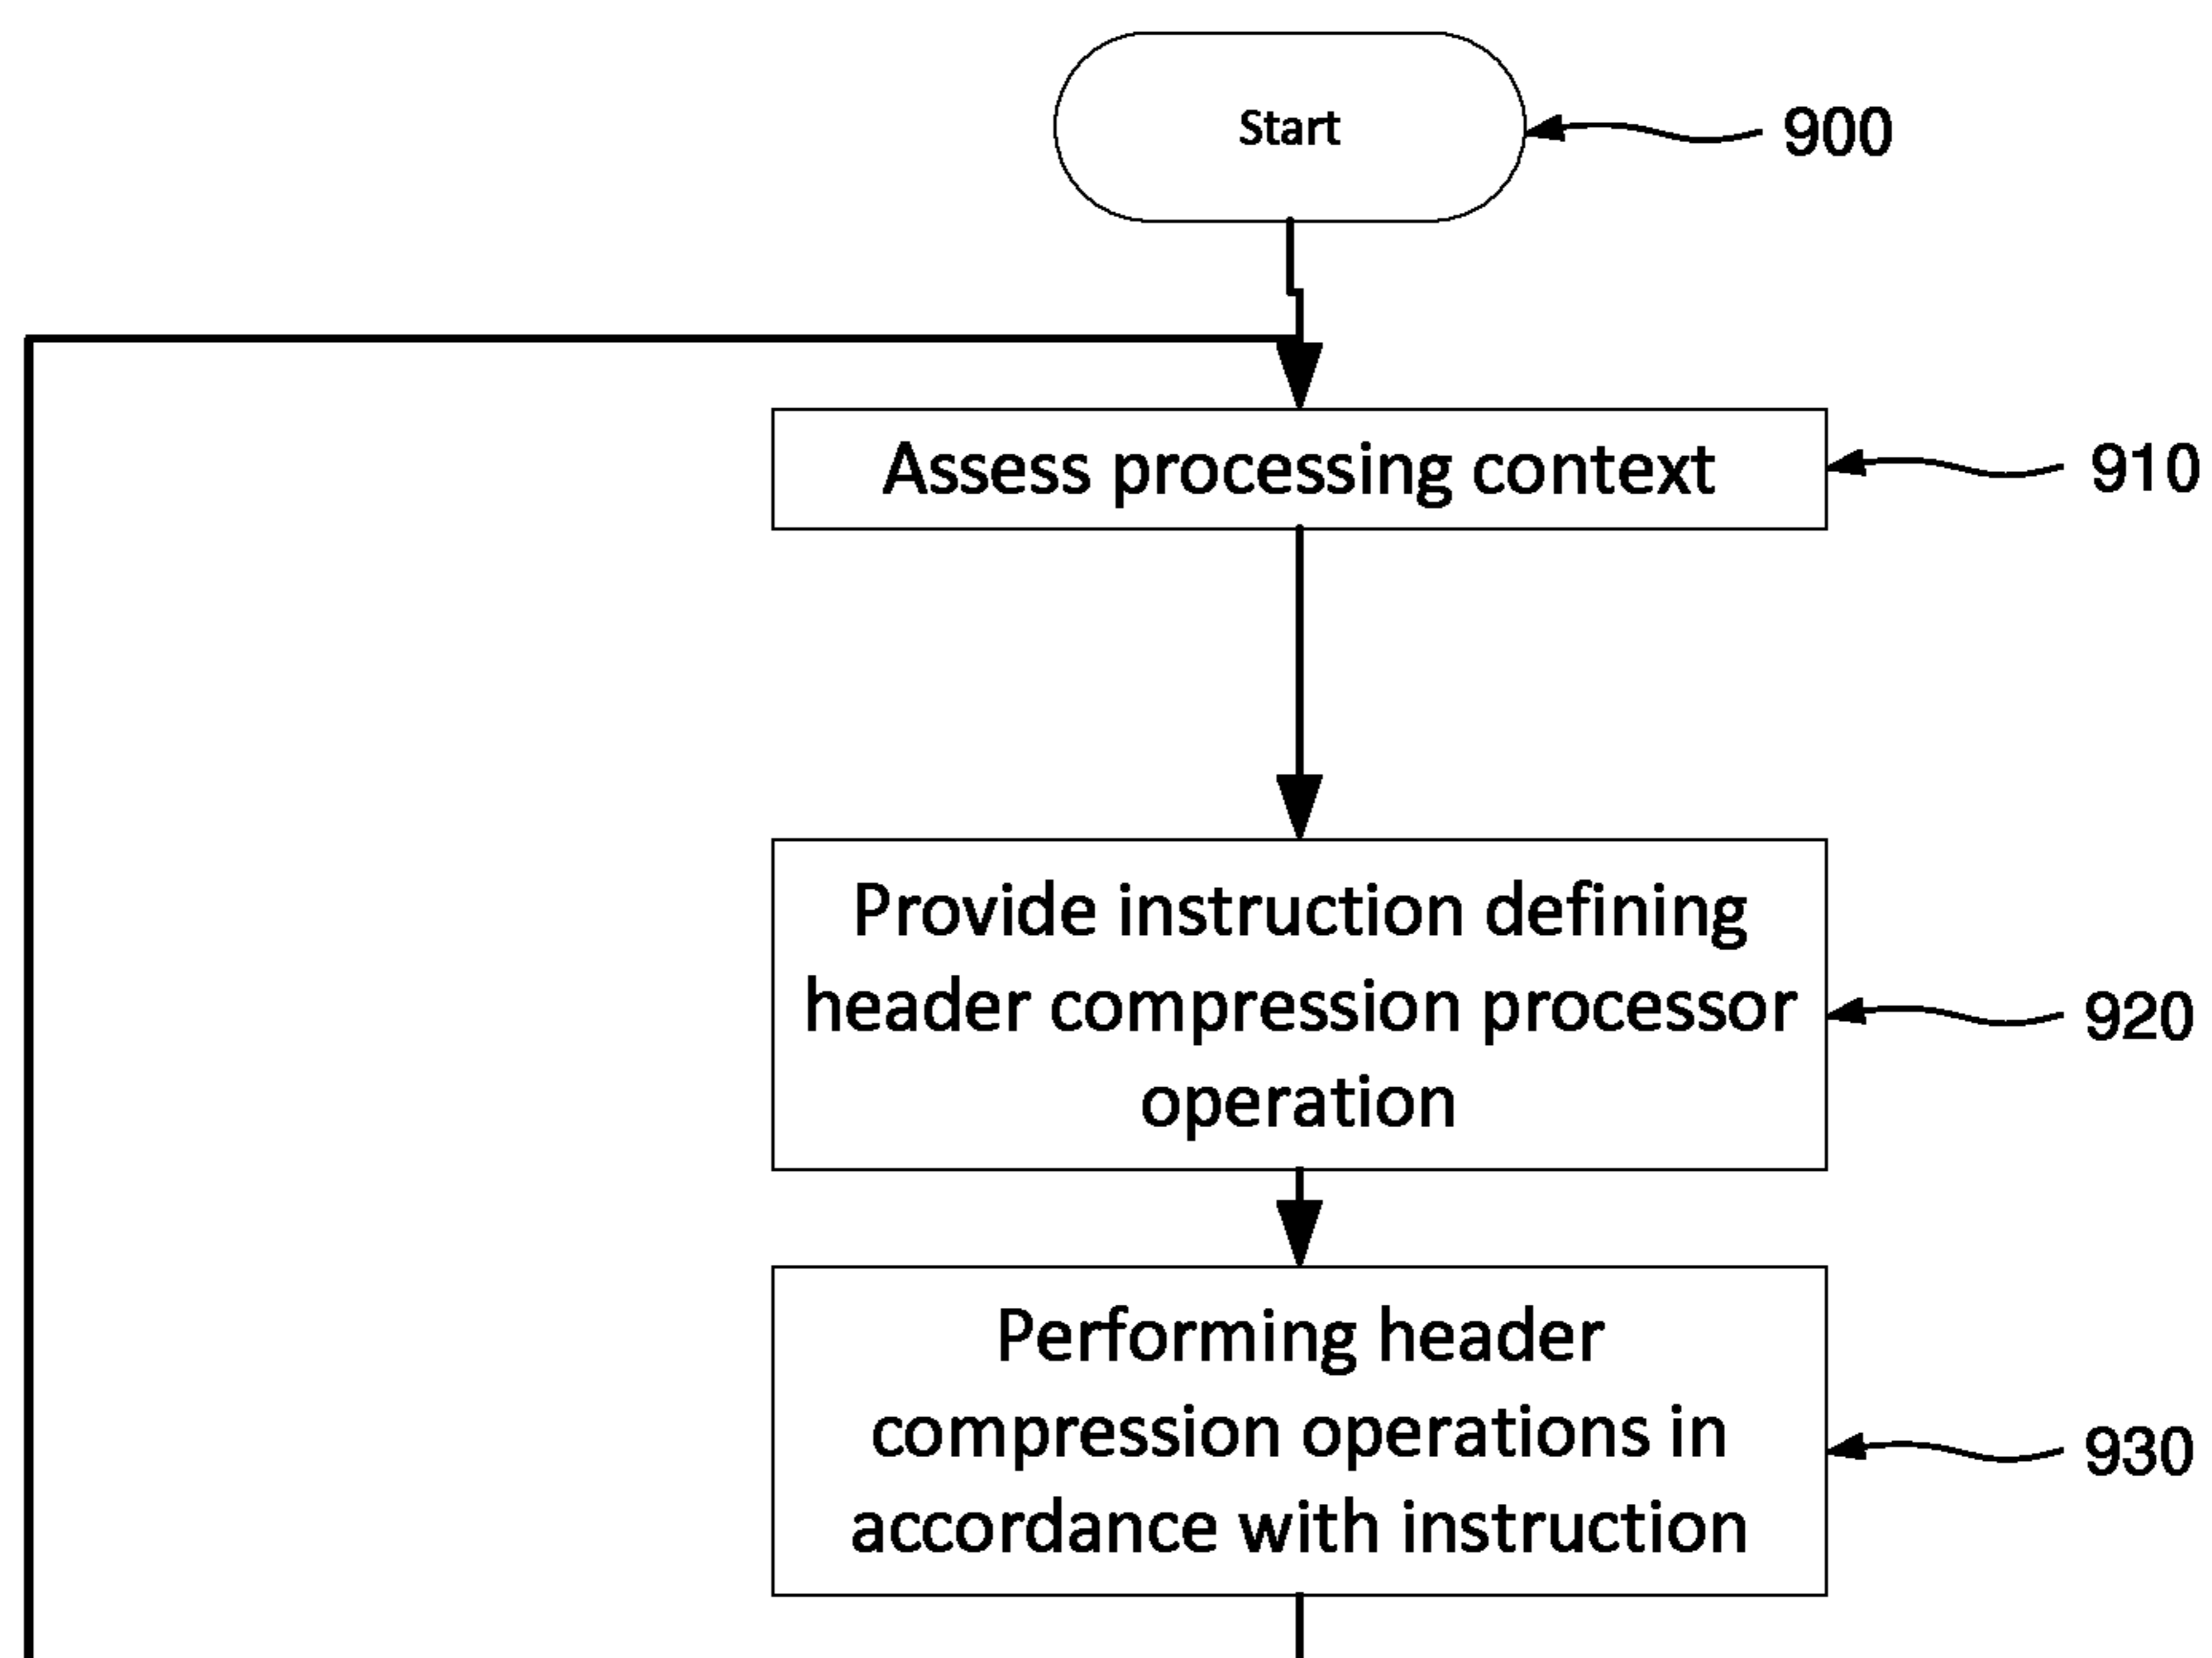 Start
900
Assess processing context
910
Provide instruction defining
header compression processor
operation
920
Performing header
compression operations in
accordance with instruction
930